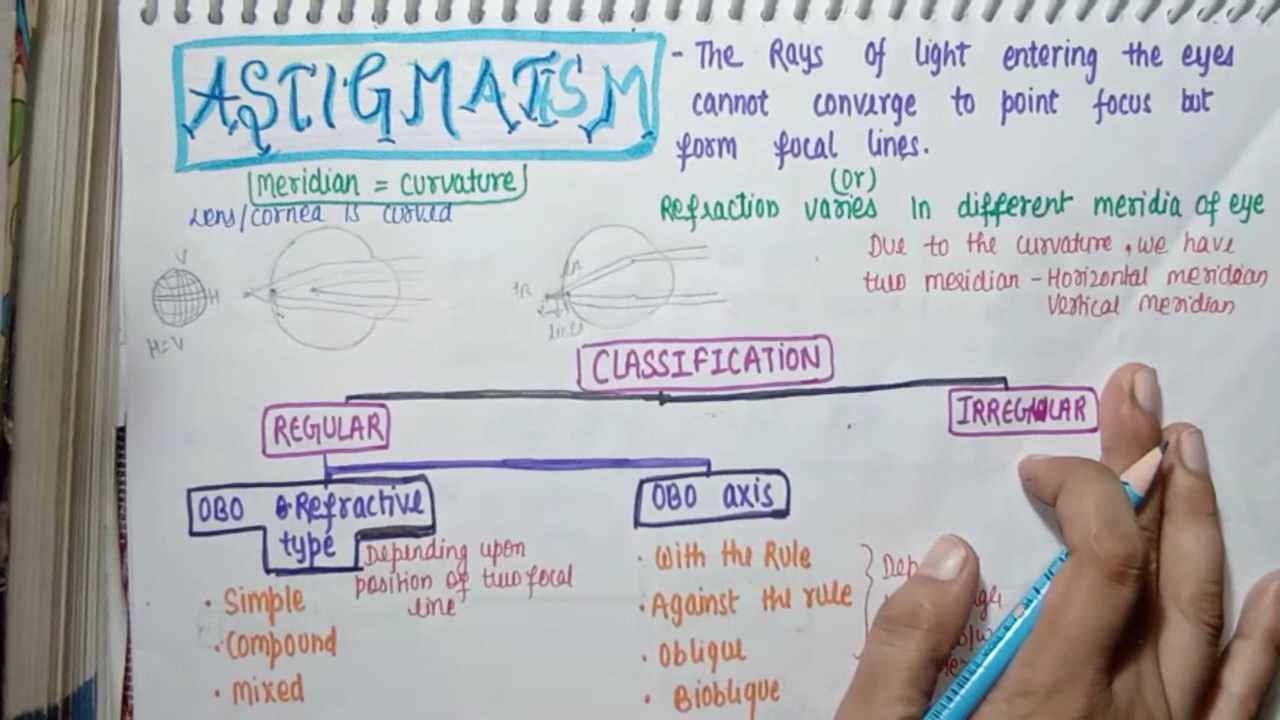 ASTIGMATISM
- The Rays of light entering the eyes
cannot converge to point focus but
form focal lines.
(Or)
Refraction varies in different meridia of eye
Due to the curvature, we have
two meridian - Horizontal meridian
Vertical meridian
Meridian = curvature
Lens/cornea is curved
V
H
H=V
CLASSIFICATION
REGULAR
IRREGULAR
OBO Refractive
type
Depending upon
position of two focal
line
• Simple
• Compound
• mixed
OBO axis
• With the Rule
• Against the rule
• Oblique
• Bioblique
Dep